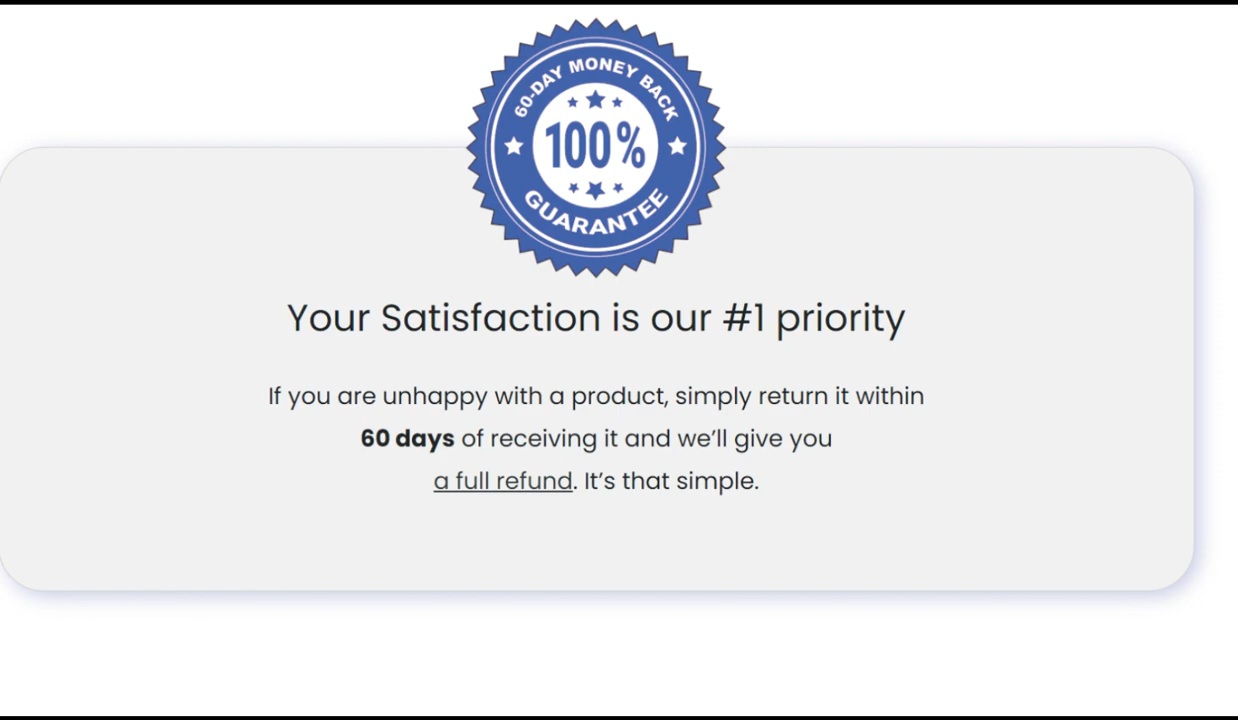 60-DAY MONEY BACK
100%
GUARANTEE
Your Satisfaction is our #1 priority
If you are unhappy with a product, simply return it within
60 days of receiving it and we’ll give you
a full refund. It’s that simple.